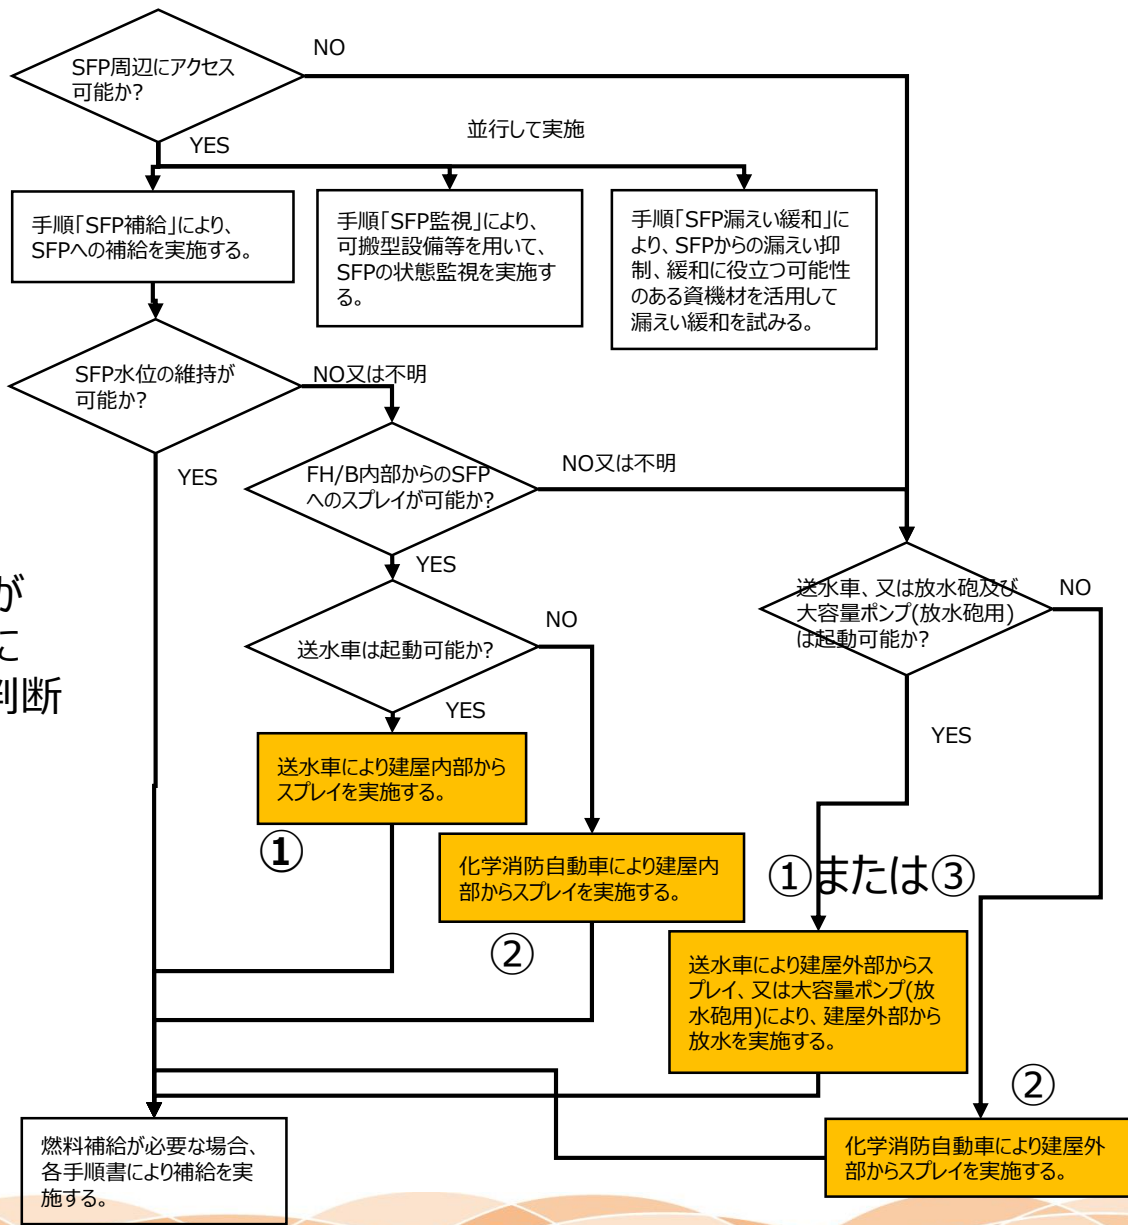 SFP周辺にアクセス
可能か?
NO
YES
並行して実施
手順「SFP補給」により、
SFPへの補給を実施する。
手順「SFP監視」により、
可搬型設備等を用いて、
SFPの状態監視を実施す
る。
手順「SFP漏えい緩和」に
より、SFPからの漏えい抑
制、緩和に役立つ可能性
のある資機材を活用して
漏えい緩和を試みる。
SFP水位の維持が
可能か?
NO又は不明
YES
FH/B内部からのSFP
へのスプレイが可能か?
NO又は不明
YES
が
に
判断
送水車は起動可能か?
NO
YES
送水車、又は放水砲及び
大容量ポンプ(放水砲用)
は起動可能か?
NO
YES
送水車により建屋内部から
スプレイを実施する。
①
化学消防自動車により建屋内
部からスプレイを実施する。
②
①または③
送水車により建屋外部からス
プレイ、又は大容量ポンプ(放
水砲用)により、建屋外部から
放水を実施する。
②
化学消防自動車により建屋外
部からスプレイを実施する。
燃料補給が必要な場合、
各手順書により補給を実
施する。